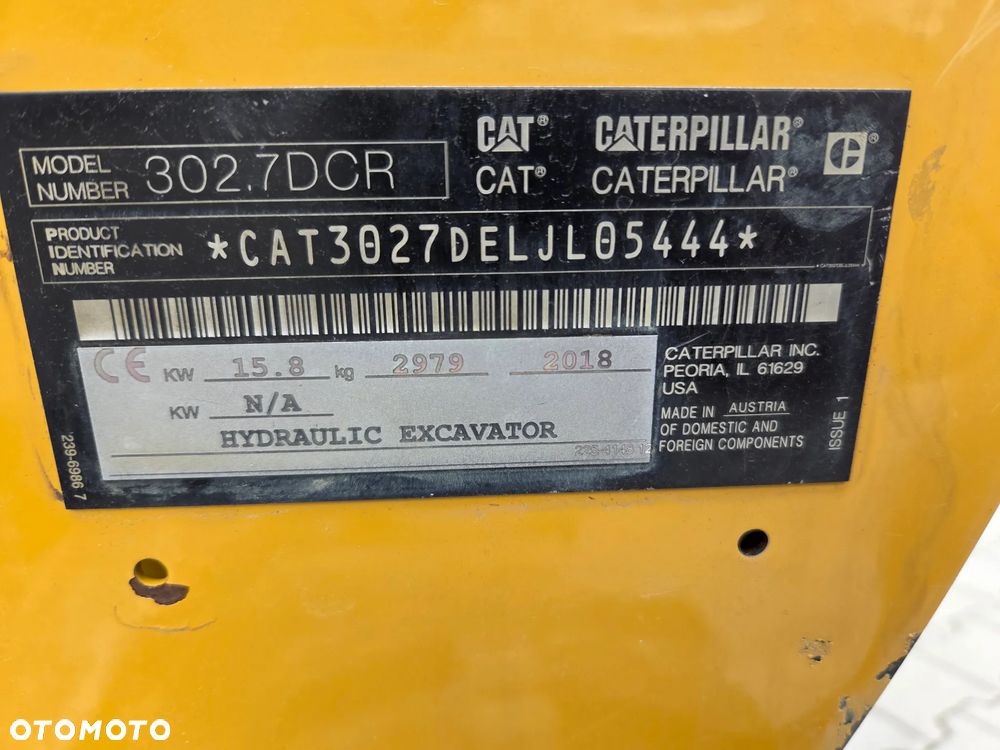 CAT® CATERPILLAR®
CAT® CATERPILLAR®
MODEL NUMBER 302.7DCR
PRODUCT IDENTIFICATION NUMBER *CAT3027DELJL05444*
CE KW 15.8 kg 2979 2018
KW N/A
HYDRAULIC EXCAVATOR
CATERPILLAR INC.
PEORIA, IL 61629
USA
MADE IN AUSTRIA
OF DOMESTIC AND
FOREIGN COMPONENTS
ISSUE 1
239-6986 7
OTOMOTO